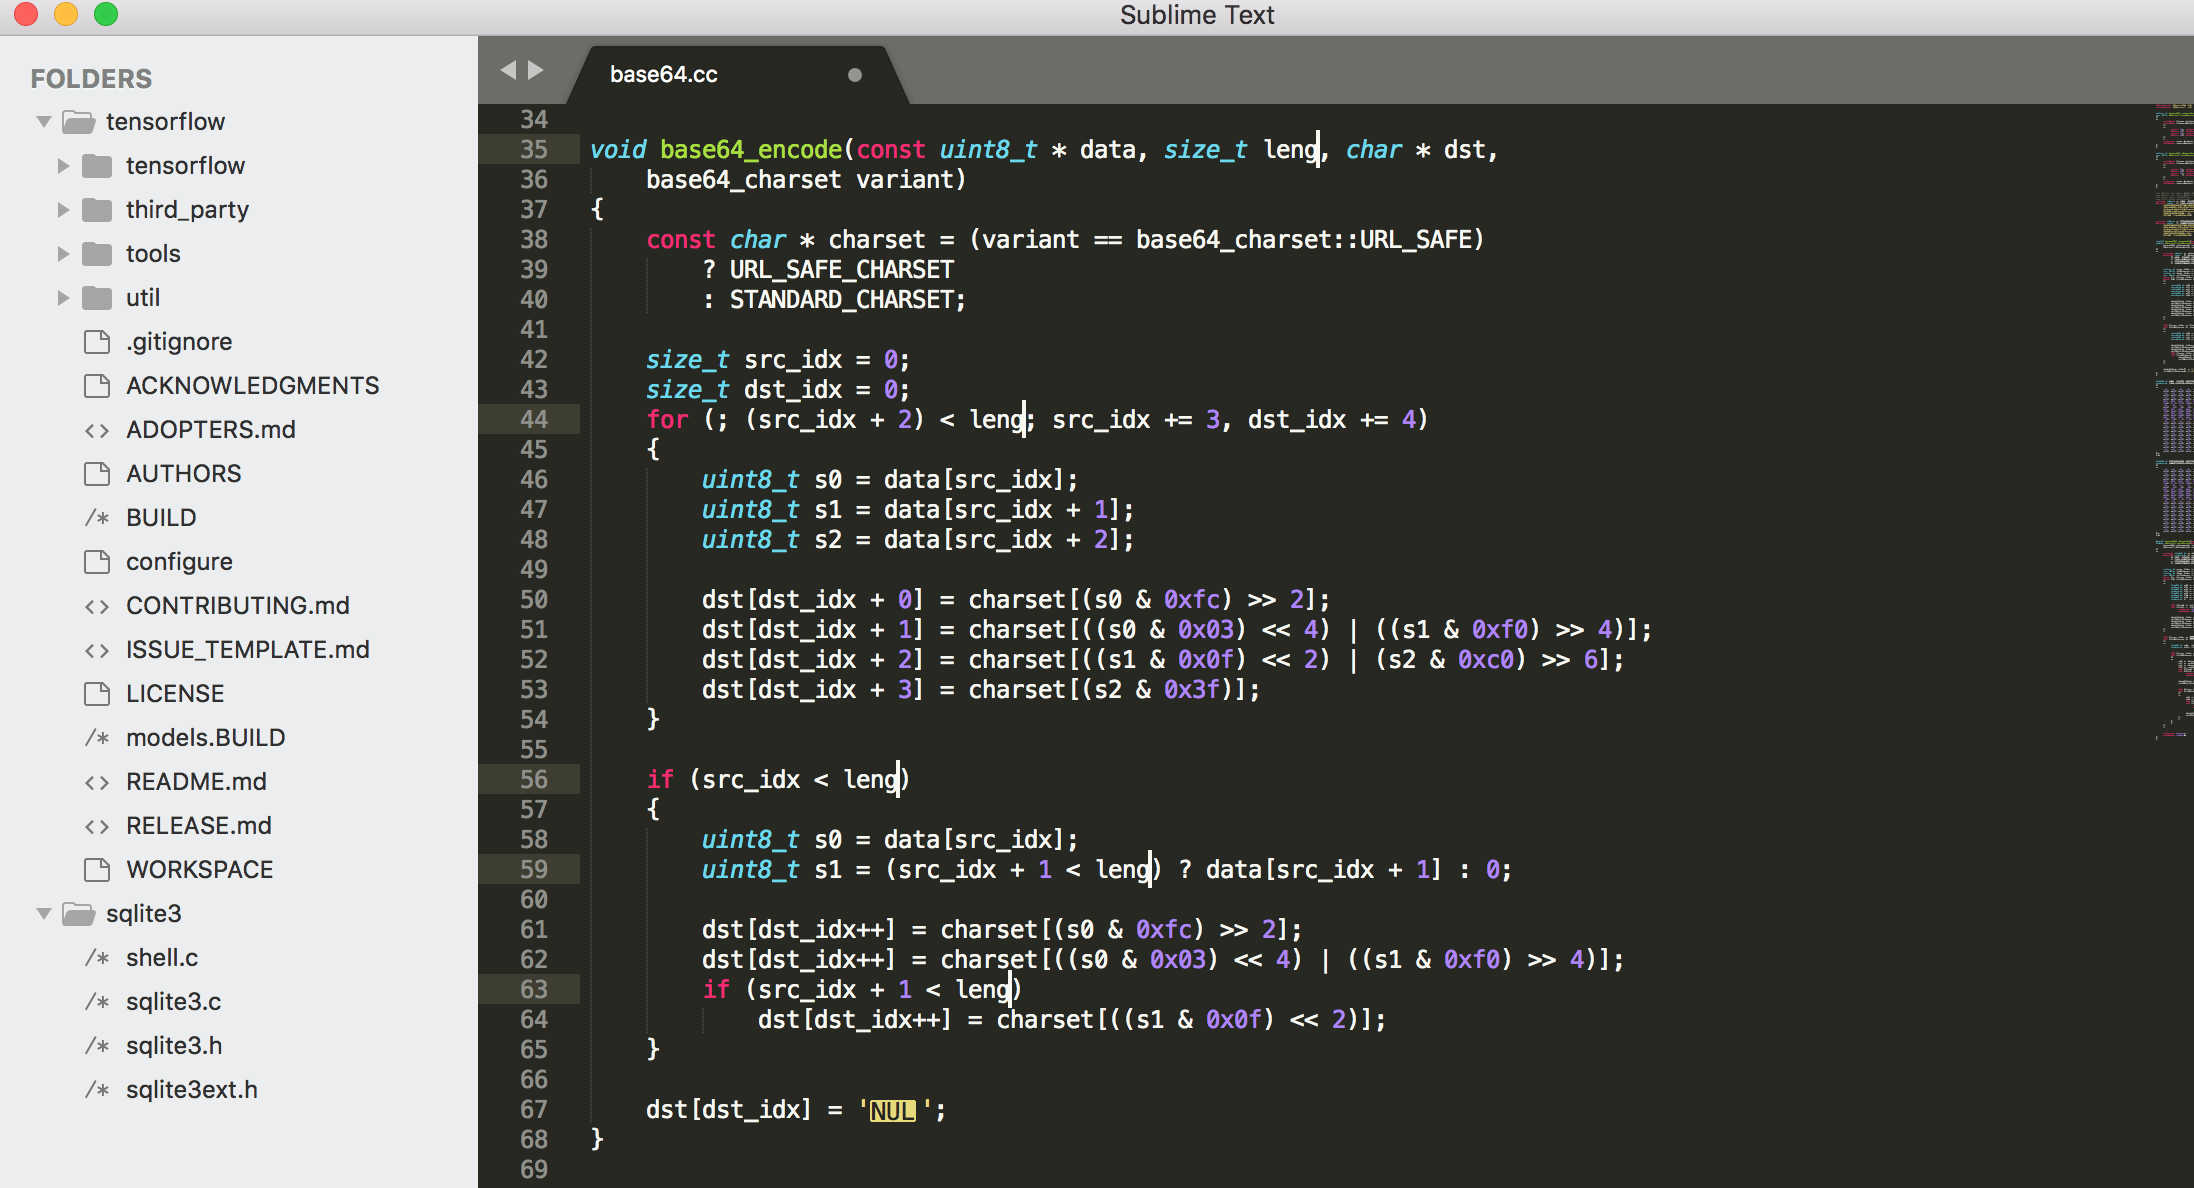 Sublime Text
FOLDERS
tensorflow
tensorflow
third_party
tools
util
.gitignore
ACKNOWLEDGMENTS
<> ADOPTERS.md
AUTHORS
/* BUILD
configure
<> CONTRIBUTING.md
<> ISSUE_TEMPLATE.md
LICENSE
/* models.BUILD
<> README.md
<> RELEASE.md
WORKSPACE
sqlite3
/* shell.c
/* sqlite3.c
/* sqlite3.h
/* sqlite3ext.h
base64.cc
34
35 void base64_encode(const uint8_t * data, size_t leng, char * dst,
36     base64_charset variant)
37 {
38     const char * charset = (variant == base64_charset::URL_SAFE)
39         ? URL_SAFE_CHARSET
40         : STANDARD_CHARSET;
41
42     size_t src_idx = 0;
43     size_t dst_idx = 0;
44     for (; (src_idx + 2) < leng; src_idx += 3, dst_idx += 4)
45     {
46         uint8_t s0 = data[src_idx];
47         uint8_t s1 = data[src_idx + 1];
48         uint8_t s2 = data[src_idx + 2];
49
50         dst[dst_idx + 0] = charset[(s0 & 0xfc) >> 2];
51         dst[dst_idx + 1] = charset[((s0 & 0x03) << 4) | ((s1 & 0xf0) >> 4)];
52         dst[dst_idx + 2] = charset[((s1 & 0x0f) << 2) | (s2 & 0xc0) >> 6];
53         dst[dst_idx + 3] = charset[(s2 & 0x3f)];
54     }
55
56     if (src_idx < leng)
57     {
58         uint8_t s0 = data[src_idx];
59         uint8_t s1 = (src_idx + 1 < leng) ? data[src_idx + 1] : 0;
60
61         dst[dst_idx++] = charset[(s0 & 0xfc) >> 2];
62         dst[dst_idx++] = charset[((s0 & 0x03) << 4) | ((s1 & 0xf0) >> 4)];
63         if (src_idx + 1 < leng)
64             dst[dst_idx++] = charset[((s1 & 0x0f) << 2)];
65     }
66
67     dst[dst_idx] = 'NUL';
68 }
69